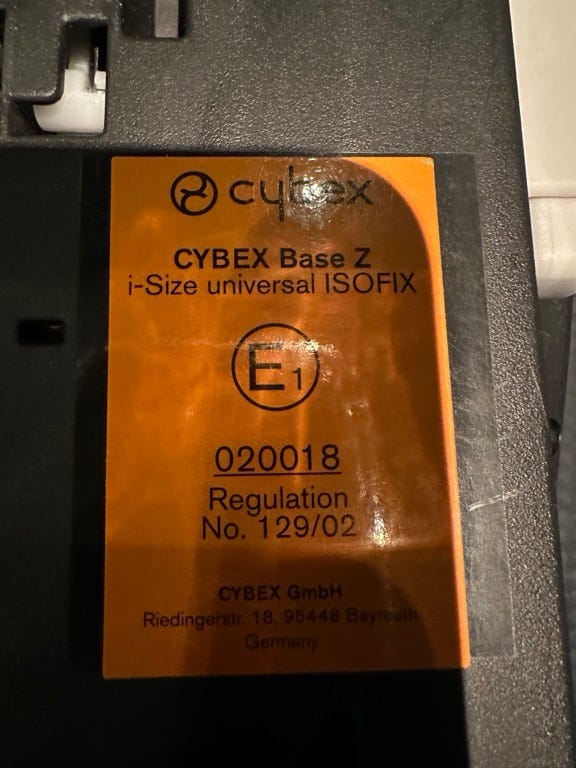 cybex
CYBEX Base Z
i-Size universal ISOFIX
E1
020018
Regulation
No. 129/02
CYBEX GmbH
Riedingerstr. 18, 95448 Bayreuth
Germany